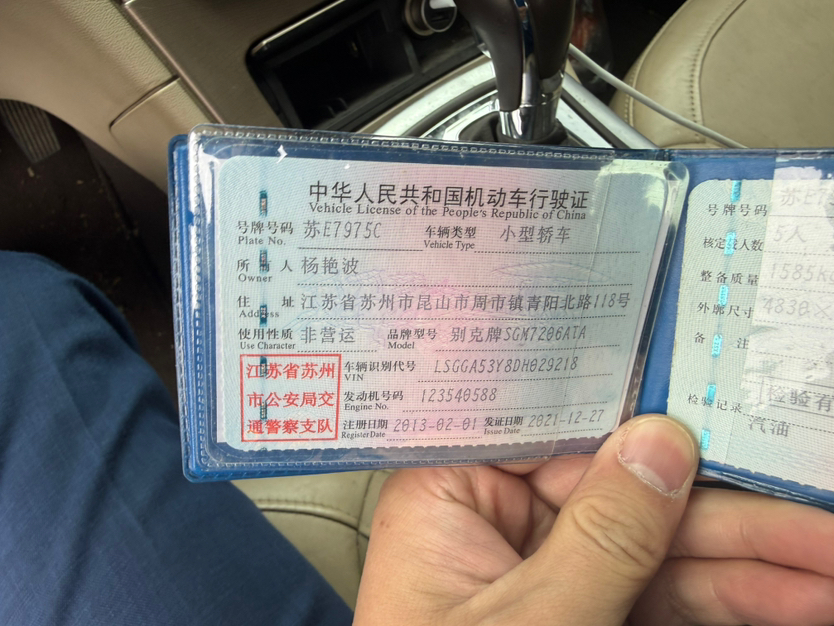 中华人民共和国机动车行驶证
Vehicle License of the People's Republic of China
号牌号码 苏E7975C 车辆类型 小型轿车
Plate No. Vehicle Type
所有人 杨艳波
Owner
住址 江苏省苏州市昆山市周市镇青阳北路118号
Address
使用性质 非营运 品牌型号 别克牌SGM7206ATA
Use Character Model
江苏省苏州
市公安局交
通警察支队
车辆识别代号 LSGGA53Y8DH029218
VIN
发动机号码 123540588
Engine No.
注册日期 2013-02-01 发证日期 2021-12-27
Register Date Issue Date
号牌号码 苏E7
核定载人数 5人
整备质量 1585k
外廓尺寸 4830×
备注
检验记录 检验有
汽油